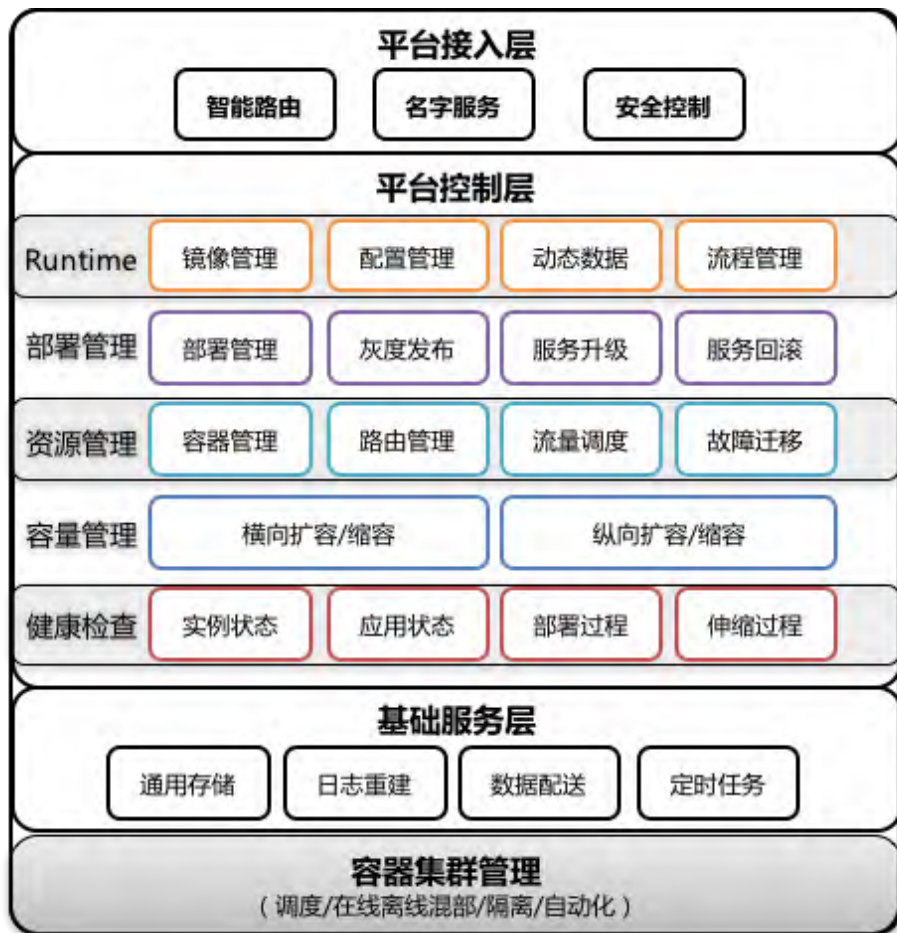 平台接入层
智能路由 名字服务 安全控制
平台控制层
Runtime 镜像管理 配置管理 动态数据 流程管理
部署管理 部署管理 灰度发布 服务升级 服务回滚
资源管理 容器管理 路由管理 流量调度 故障迁移
容量管理 横向扩容/缩容 纵向扩容/缩容
健康检查 实例状态 应用状态 部署过程 伸缩过程
基础服务层
通用存储 日志重建 数据配送 定时任务
容器集群管理
（调度/在线离线混部/隔离/自动化）